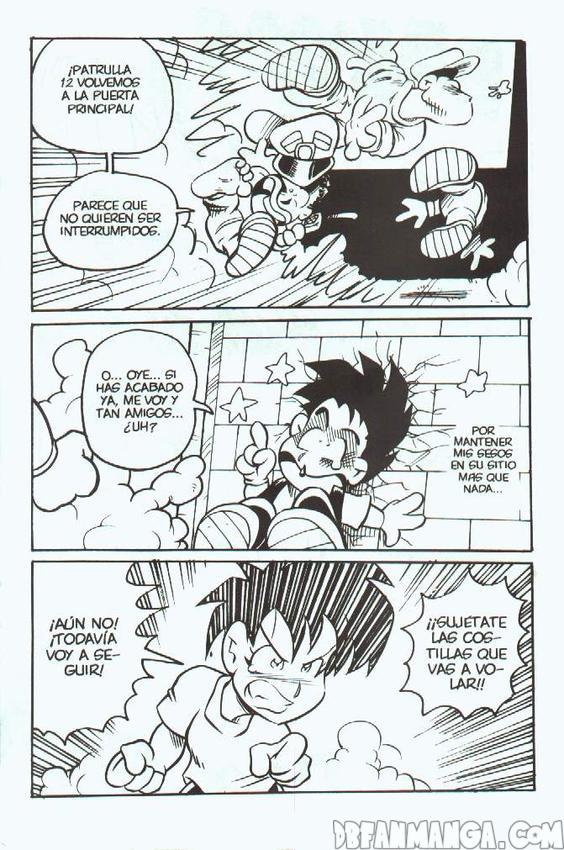 ¡PATRULLA
12 VOLVEMOS
A LA PUERTA
PRINCIPAL!
PARECE QUE
NO QUIEREN SER
INTERRUMPIDOS.
O... OYE... SI
HAS ACABADO
YA, ME VOY Y
TAN AMIGOS...
¿UH?
POR
MANTENER
MIS SESOS
EN SU SITIO
MAS QUE
NADA...
¡AÚN NO!
¡TODAVÍA
VOY A SE-
GUIR!
¡¡SUJETATE
LAS COS-
TILLAS QUE
VAS A VO-
LAR!!
DBFANMANGA.COM